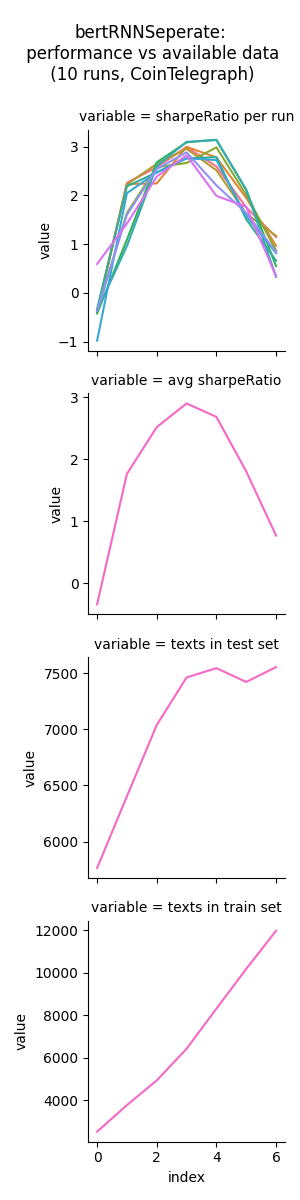 bertRNNSeperate:
performance vs available data
(10 runs, CoinTelegraph)
variable = sharpeRatio per run
3
2
1
0
−1
value
variable = avg sharpeRatio
3
2
1
0
value
variable = texts in test set
7500
7000
6500
6000
value
variable = texts in train set
12000
10000
8000
6000
4000
value
0 2 4 6
index